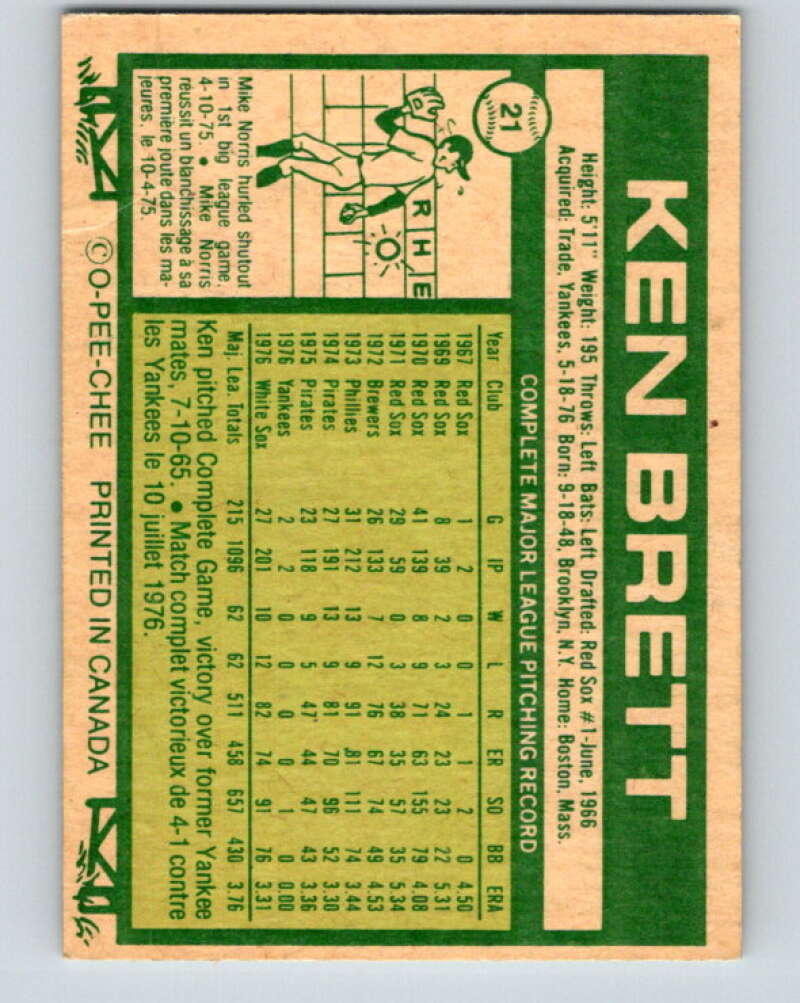 KEN BRETT
21
Height: 5'11" Weight: 195 Throws: Left Bats: Left Drafted: Red Sox #1-June, 1966
Acquired: Trade, Yankees, 5-18-76 Born: 9-18-48, Brooklyn, N.Y. Home: Boston, Mass.
COMPLETE MAJOR LEAGUE PITCHING RECORD
Year Club G IP W L R ER SO BB ERA
1967 Red Sox 1 2 0 0 1 1 2 0 4.50
1969 Red Sox 8 39 2 3 24 23 23 22 5.31
1970 Red Sox 41 139 8 9 71 63 155 79 4.08
1971 Red Sox 29 59 0 3 38 35 57 35 5.34
1972 Brewers 26 133 7 12 76 67 74 49 4.53
1973 Phillies 31 212 13 9 91 81 111 74 3.44
1974 Pirates 27 191 13 9 81 70 96 52 3.30
1975 Pirates 23 118 9 5 47 44 47 43 3.36
1976 Yankees 2 2 0 0 0 0 1 0 0.00
1976 White Sox 27 201 10 12 82 74 91 76 3.31
Maj. Lea. Totals 215 1096 62 62 511 458 657 430 3.76
Ken pitched Complete Game, victory over former Yankee
mates, 7-10-65. • Match complet victorieux de 4-1 contre
les Yankees le 10 juillet 1976.
R H E
O
Mike Norris hurled shutout
in 1st big league game.
4-10-75. • Mike Norris
réussit un blanchissage à sa
première joute dans les ma-
jeures. le 10-4-75.
© O-PEE-CHEE PRINTED IN CANADA